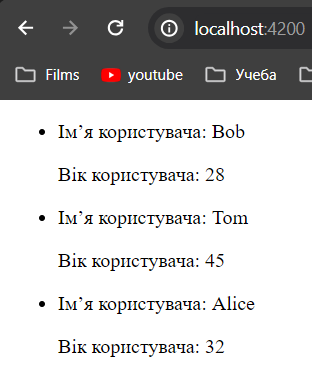 localhost:4200
Films youtube Учеба
Ім’я користувача: Bob
Вік користувача: 28
Ім’я користувача: Tom
Вік користувача: 45
Ім’я користувача: Alice
Вік користувача: 32